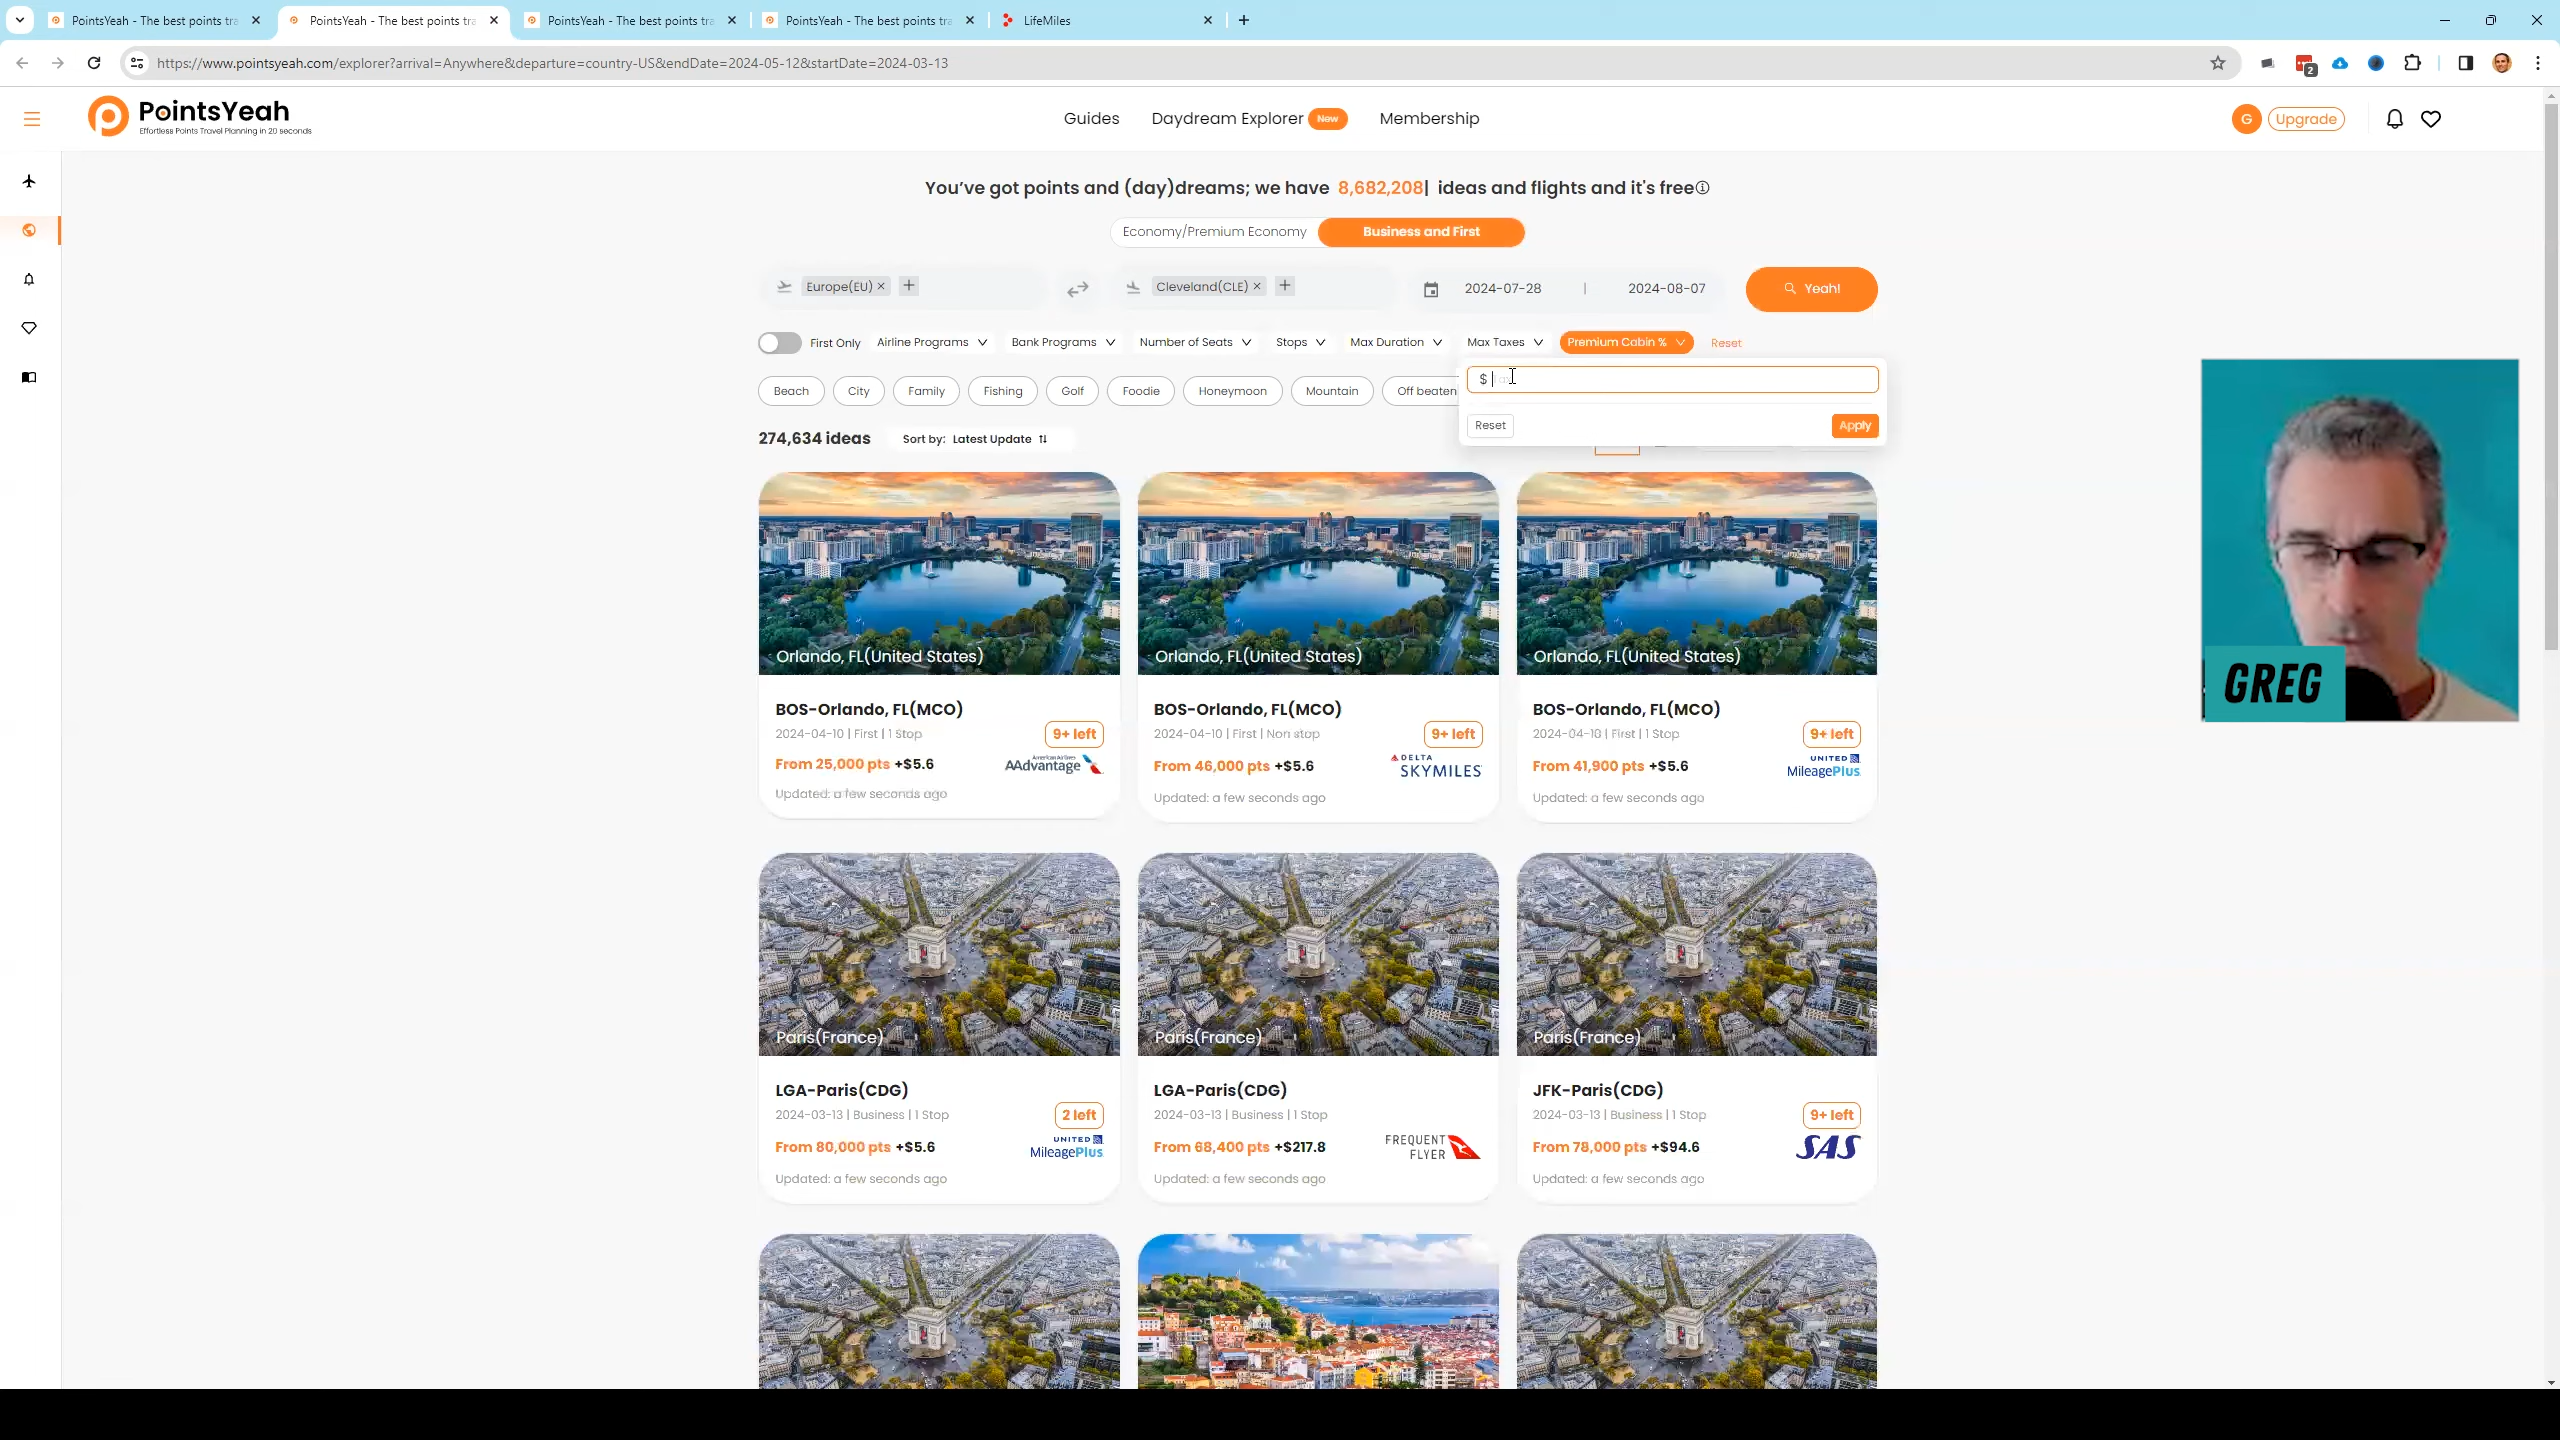 PointsYeah - The best points tra
PointsYeah - The best points tra
PointsYeah - The best points tra
PointsYeah - The best points tra
LifeMiles
https://www.pointsyeah.com/explorer?arrival=Anywhere&departure=country-US&endDate=2024-05-12&startDate=2024-03-13
2
PointsYeah
Effortless Points Travel Planning in 20 seconds
Guides
Daydream Explorer New
Membership
G
Upgrade
You've got points and (day)dreams; we have 8,682,208| ideas and flights and it's free
Economy/Premium Economy
Business and First
Europe(EU) × +
Cleveland(CLE) × +
2024-07-28 | 2024-08-07
Yeah!
First Only
Airline Programs
Bank Programs
Number of Seats
Stops
Max Duration
Max Taxes
Premium Cabin %
Reset
$
Reset
Apply
Beach
City
Family
Fishing
Golf
Foodie
Honeymoon
Mountain
Off beaten
274,634 ideas
Sort by: Latest Update
Orlando, FL(United States)
BOS-Orlando, FL(MCO)
2024-04-10 | First | 1 Stop
9+ left
From 25,000 pts +$5.6
American Airlines
AAdvantage
Updated: a few seconds ago
Orlando, FL(United States)
BOS-Orlando, FL(MCO)
2024-04-10 | First | Non stop
9+ left
From 46,000 pts +$5.6
DELTA
SKYMILES
Updated: a few seconds ago
Orlando, FL(United States)
BOS-Orlando, FL(MCO)
2024-04-10 | First | 1 Stop
9+ left
From 41,900 pts +$5.6
UNITED
MileagePlus
Updated: a few seconds ago
Paris(France)
LGA-Paris(CDG)
2024-03-13 | Business | 1 Stop
2 left
From 80,000 pts +$5.6
UNITED
MileagePlus
Updated: a few seconds ago
Paris(France)
LGA-Paris(CDG)
2024-03-13 | Business | 1 Stop
From 68,400 pts +$217.8
FREQUENT
FLYER
Updated: a few seconds ago
Paris(France)
JFK-Paris(CDG)
2024-03-13 | Business | 1 Stop
9+ left
From 78,000 pts +$94.6
SAS
Updated: a few seconds ago
GREG